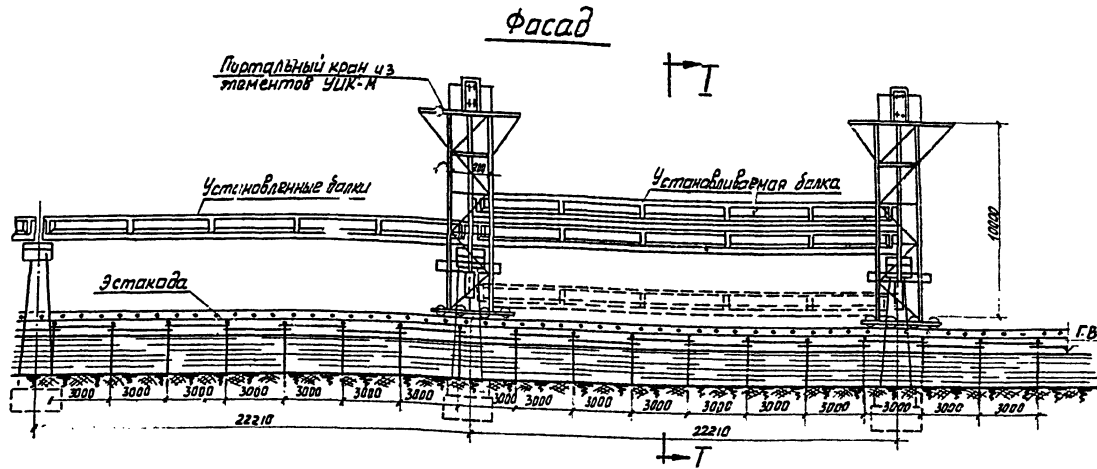 Фасад
I
Портальный кран из
элементов УИК-М
Установленные балки
Устанавливаемая балка
Эстакада
10000
Г.В
3000 3000 3000 3000 3000 3000 3000 3000 3000 3000 3000 3000 3000 3000 3000 3000 3000
22210 22210
I